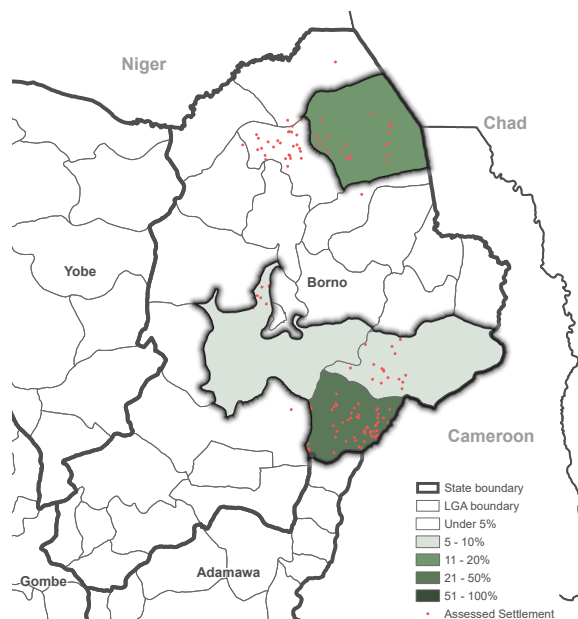 Niger
Chad
Yobe
Borno
Cameroon
State boundary
LGA boundary
Under 5%
5 - 10%
11 - 20%
21 - 50%
51 - 100%
Assessed Settlement
Gombe
Adamawa